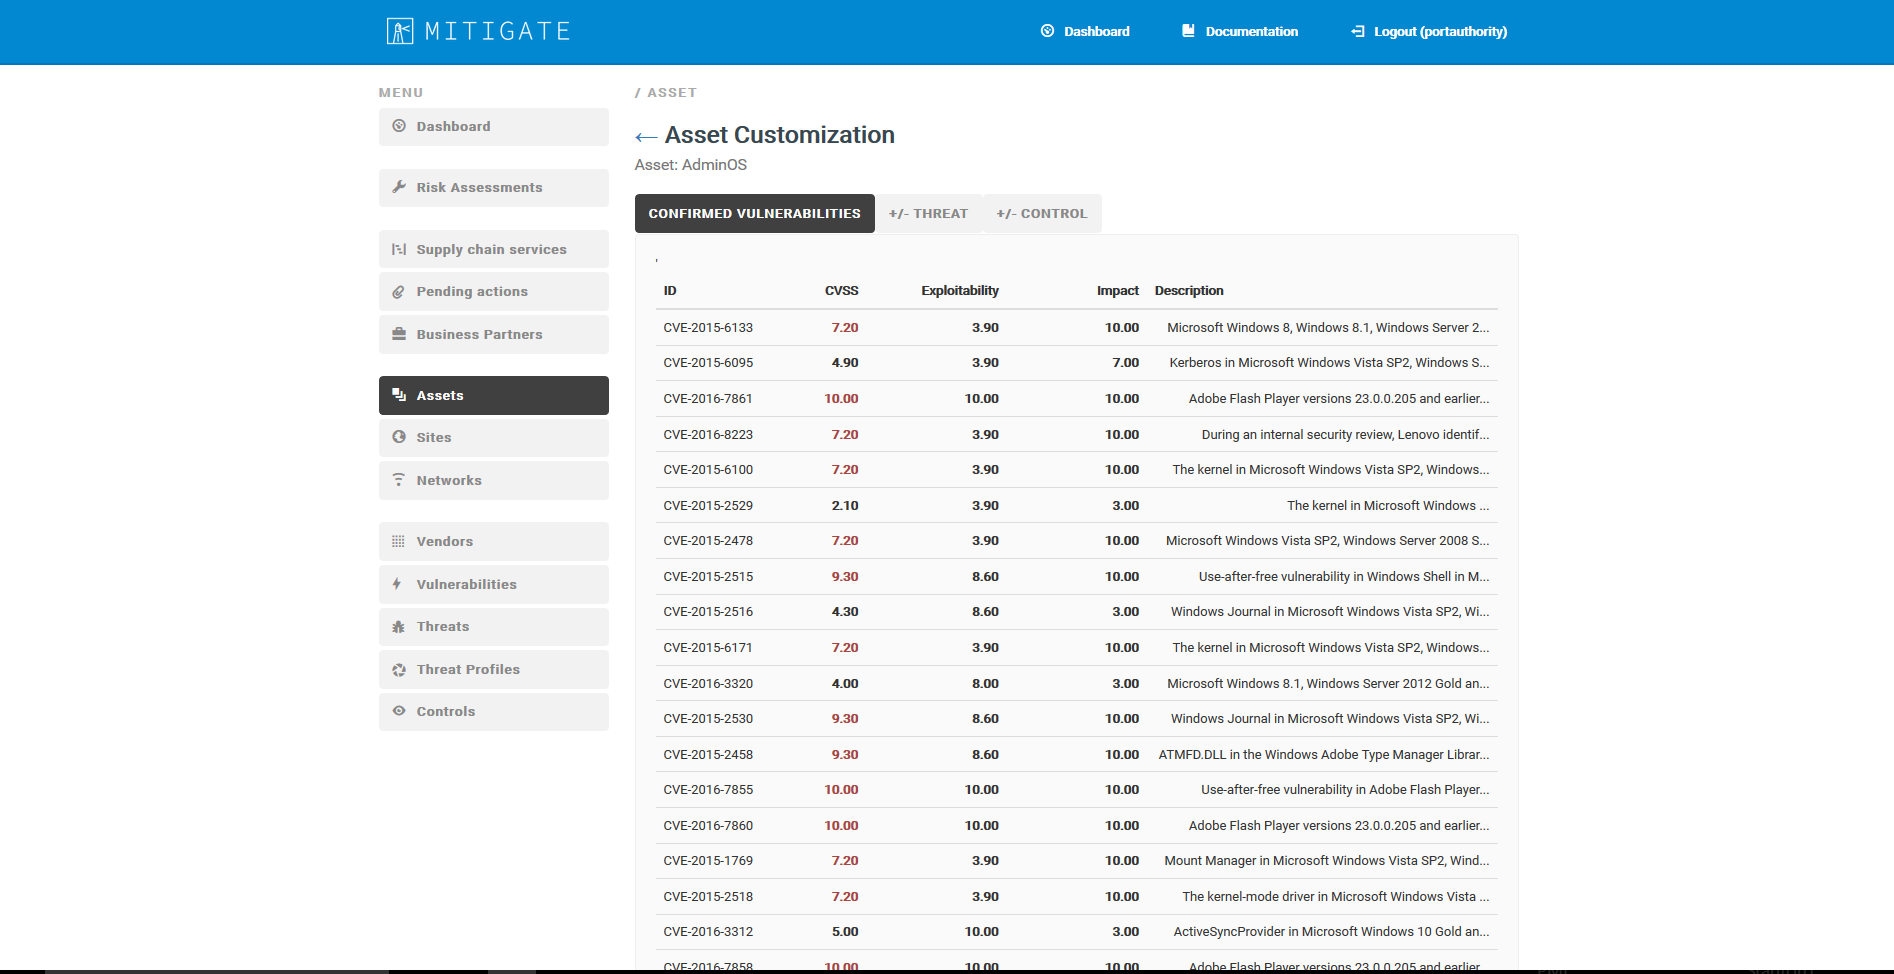 MITIGATE
Dashboard
Documentation
Logout (portauthority)
MENU
Dashboard
Risk Assessments
Supply chain services
Pending actions
Business Partners
Assets
Sites
Networks
Vendors
Vulnerabilities
Threats
Threat Profiles
Controls
/ ASSET
← Asset Customization
Asset: AdminOS
CONFIRMED VULNERABILITIES +/- THREAT +/- CONTROL
'
ID CVSS Exploitability Impact Description
CVE-2015-6133 7.20 3.90 10.00 Microsoft Windows 8, Windows 8.1, Windows Server 2...
CVE-2015-6095 4.90 3.90 7.00 Kerberos in Microsoft Windows Vista SP2, Windows S...
CVE-2016-7861 10.00 10.00 10.00 Adobe Flash Player versions 23.0.0.205 and earlier...
CVE-2016-8223 7.20 3.90 10.00 During an internal security review, Lenovo identif...
CVE-2015-6100 7.20 3.90 10.00 The kernel in Microsoft Windows Vista SP2, Windows...
CVE-2015-2529 2.10 3.90 3.00 The kernel in Microsoft Windows ...
CVE-2015-2478 7.20 3.90 10.00 Microsoft Windows Vista SP2, Windows Server 2008 S...
CVE-2015-2515 9.30 8.60 10.00 Use-after-free vulnerability in Windows Shell in M...
CVE-2015-2516 4.30 8.60 3.00 Windows Journal in Microsoft Windows Vista SP2, Wi...
CVE-2015-6171 7.20 3.90 10.00 The kernel in Microsoft Windows Vista SP2, Windows...
CVE-2016-3320 4.00 8.00 3.00 Microsoft Windows 8.1, Windows Server 2012 Gold an...
CVE-2015-2530 9.30 8.60 10.00 Windows Journal in Microsoft Windows Vista SP2, Wi...
CVE-2015-2458 9.30 8.60 10.00 ATMFD.DLL in the Windows Adobe Type Manager Librar...
CVE-2016-7855 10.00 10.00 10.00 Use-after-free vulnerability in Adobe Flash Player...
CVE-2016-7860 10.00 10.00 10.00 Adobe Flash Player versions 23.0.0.205 and earlier...
CVE-2015-1769 7.20 3.90 10.00 Mount Manager in Microsoft Windows Vista SP2, Wind...
CVE-2015-2518 7.20 3.90 10.00 The kernel-mode driver in Microsoft Windows Vista ...
CVE-2016-3312 5.00 10.00 3.00 ActiveSyncProvider in Microsoft Windows 10 Gold an...
CVE-2016-7858 10.00 10.00 10.00 Adobe Flash Player versions 23.0.0.205 and earlier...